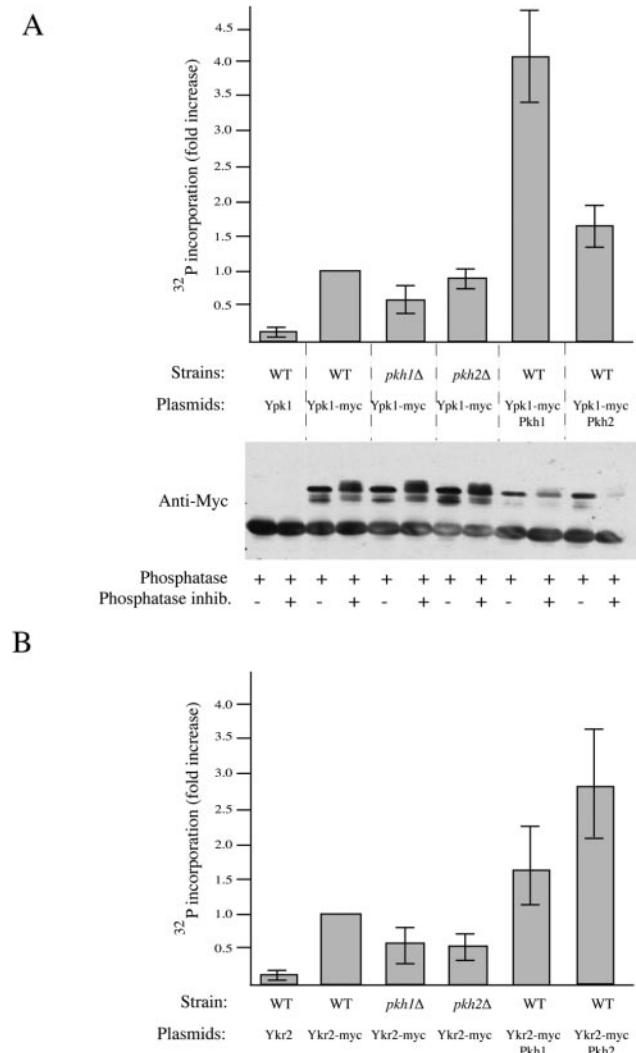 A
³²P incorporation (fold increase)
4.5
4.0
3.5
3.0
2.5
2.0
1.5
1.0
0.5
Strains: WT WT pkh1Δ pkh2Δ WT WT
Plasmids: Ypk1 Ypk1-myc Ypk1-myc Ypk1-myc Ypk1-myc Ypk1-myc
Pkh1 Pkh2
Anti-Myc
Phosphatase + + + + + + + + + + + +
Phosphatase inhib. - + - + - + - + - + - +
B
³²P incorporation (fold increase)
4.0
3.5
3.0
2.5
2.0
1.5
1.0
0.5
Strain: WT WT pkh1Δ pkh2Δ WT WT
Plasmids: Ykr2 Ykr2-myc Ykr2-myc Ykr2-myc Ykr2-myc Ykr2-myc
Pkh1 Pkh2